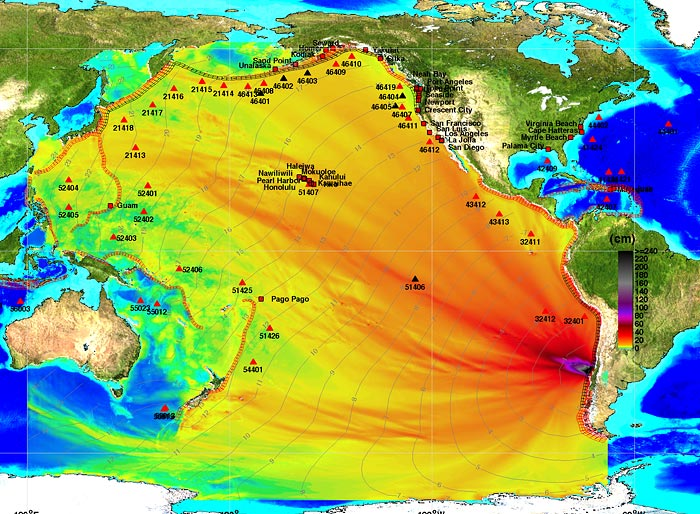 Seward
Homer
Kodiak
Yakutat
Sitka
Sand Point
Unalaska
46410
46409
46403
46402
46408
46413
46401
21414
21415
21416
21417
21418
21413
Neah Bay
Port Angeles
Seaside
Newport
Crescent City
46419
46404
46405
46407
46411
San Francisco
San Luis
Los Angeles
La Jolla
San Diego
46412
Virginia Beach
Cape Hatteras
Myrtle Beach
Palama City
42409
Haleiwa
Mokuoloe
Nawiliwili
Kahului
Pearl Harbor
Kawaihae
Honolulu
51407
52404
52401
52405
Guam
52402
52403
52406
43412
43413
32411
(cm)
240
200
180
160
140
120
100
80
60
40
20
0
51406
51425
Pago Pago
51426
54401
55023
55012
32412
32401